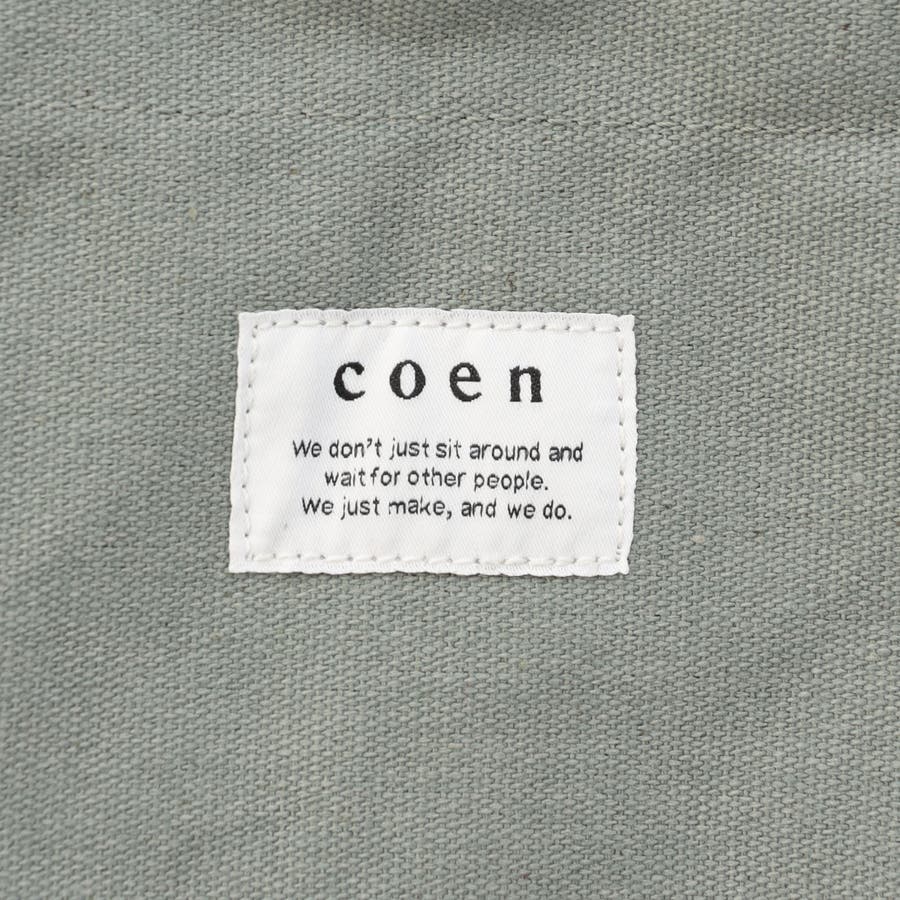 coen
We don't just sit around and
wait for other people.
We just make, and we do.